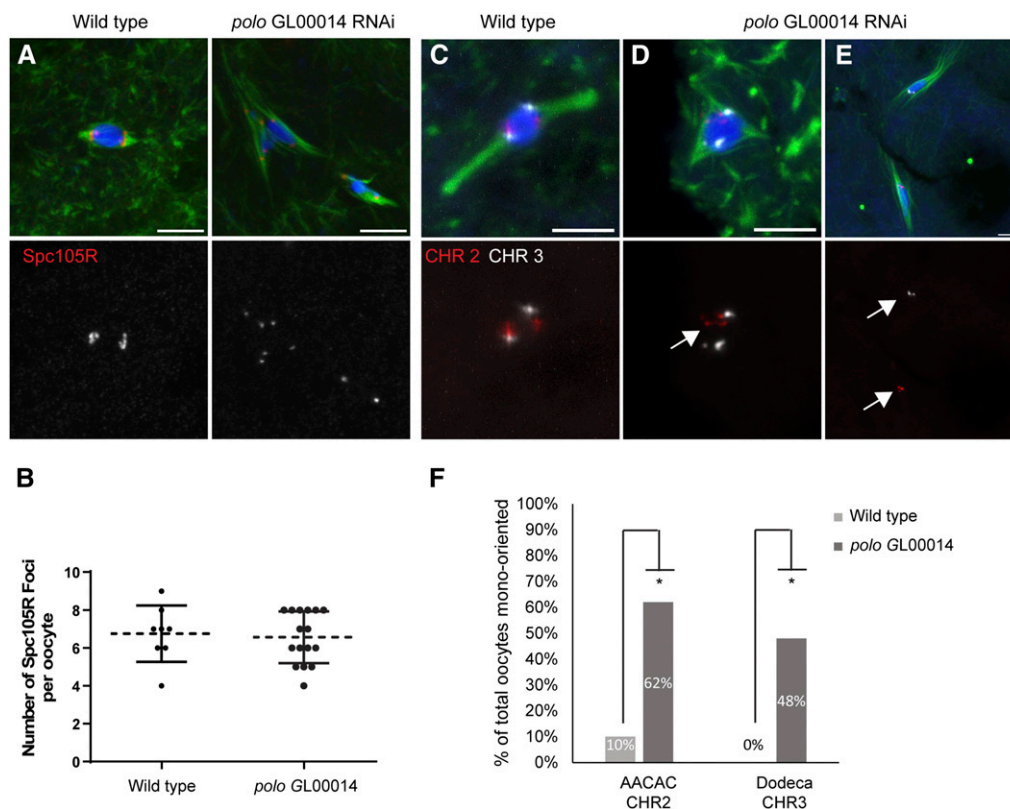 Wild type
polo GL00014 RNAi
Wild type
polo GL00014 RNAi
A
C
D
E
Spc105R
CHR 2 CHR 3
B
Number of Spc105R Foci
per oocyte
10
8
6
4
2
0
Wild type
polo GL00014
F
% of total oocytes mono-oriented
100%
90%
80%
70%
60%
50%
40%
30%
20%
10%
0%
*
*
62%
48%
10%
0%
AACAC
CHR2
Dodeca
CHR3
Wild type
polo GL00014